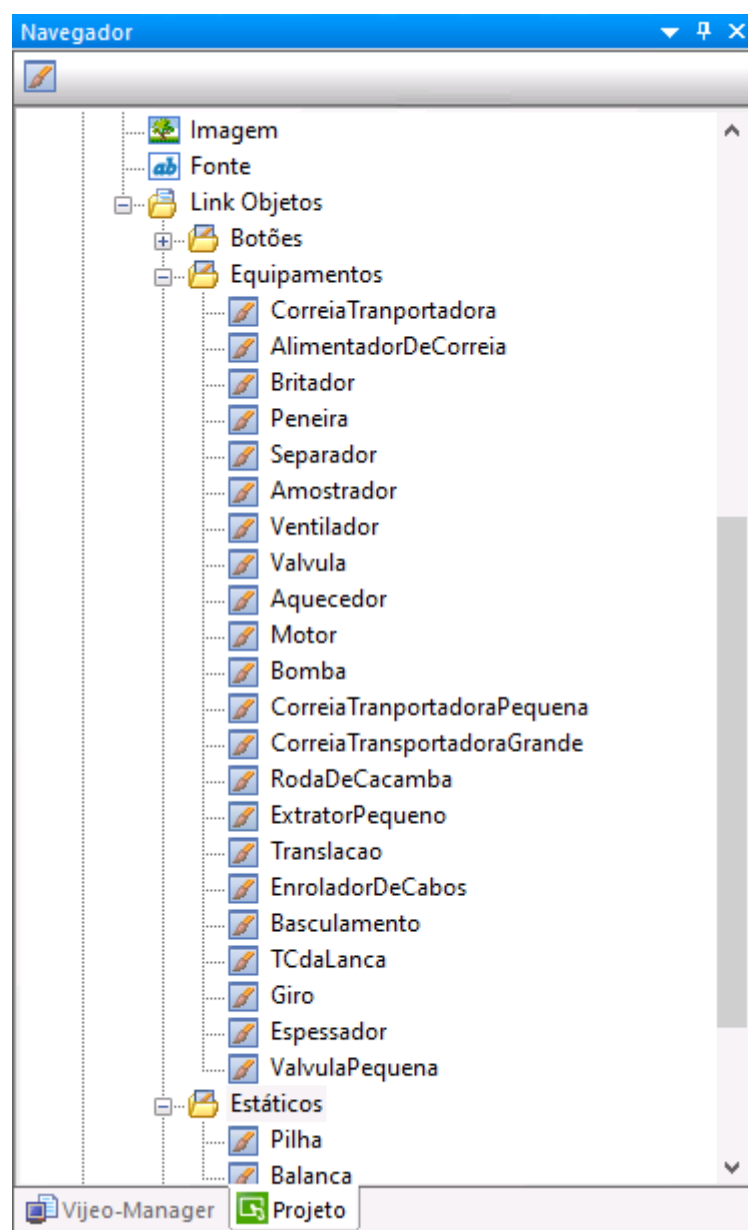 Navegador
Imagem
ab Fonte
Link Objetos
Botões
Equipamentos
CorreiaTranportadora
AlimentadorDeCorreia
Britador
Peneira
Separador
Amostrador
Ventilador
Valvula
Aquecedor
Motor
Bomba
CorreiaTranportadoraPequena
CorreiaTransportadoraGrande
RodaDeCacamba
ExtratorPequeno
Translacao
EnroladorDeCabos
Basculamento
TCdaLanca
Giro
Espessador
ValvulaPequena
Estáticos
Pilha
Balanca
Vijeo-Manager Projeto